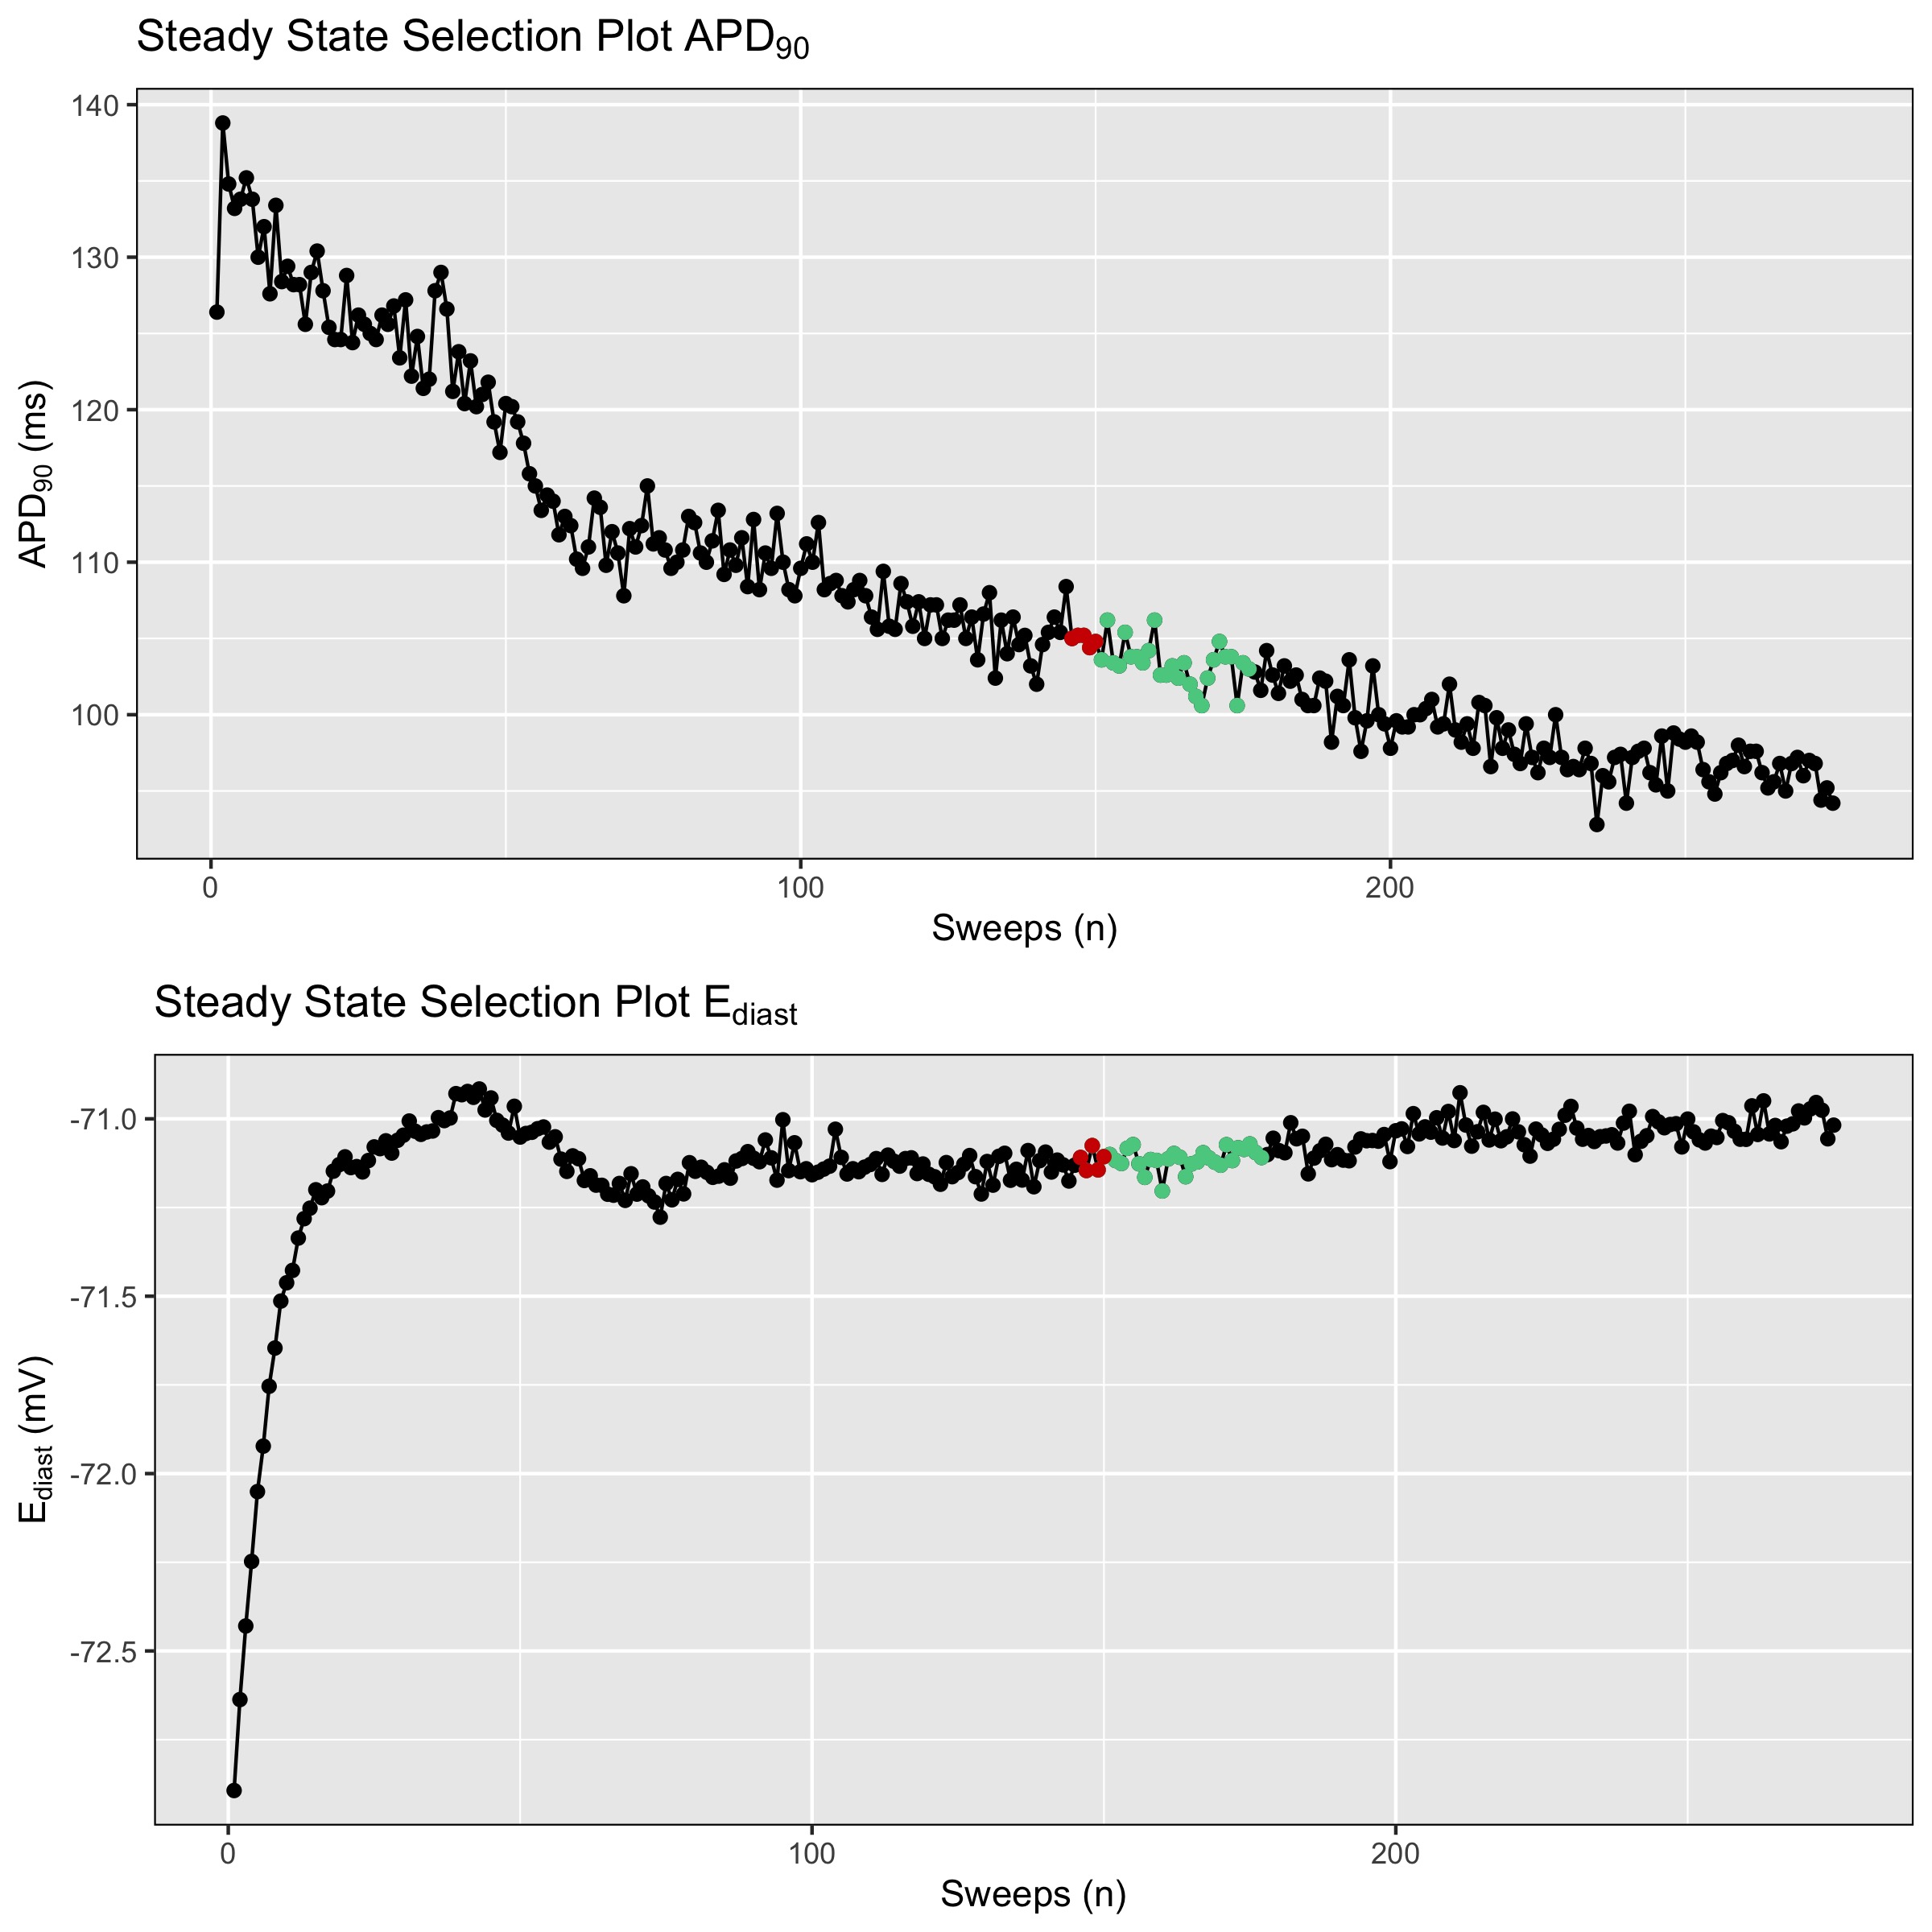 Steady State Selection Plot APD90
140
130
120
110
100
APD90 (ms)
0 100 200
Sweeps (n)
Steady State Selection Plot Ediast
-71.0
-71.5
-72.0
-72.5
Ediast (mV)
0 100 200
Sweeps (n)